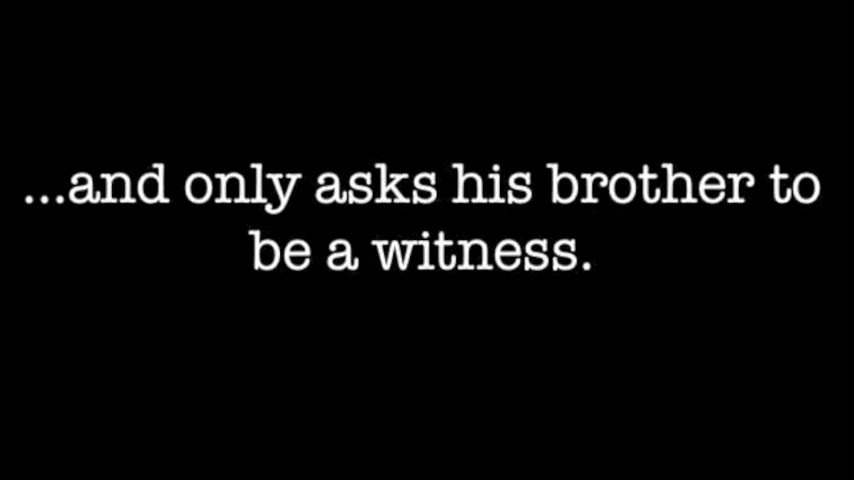 ...and only asks his brother to
be a witness.